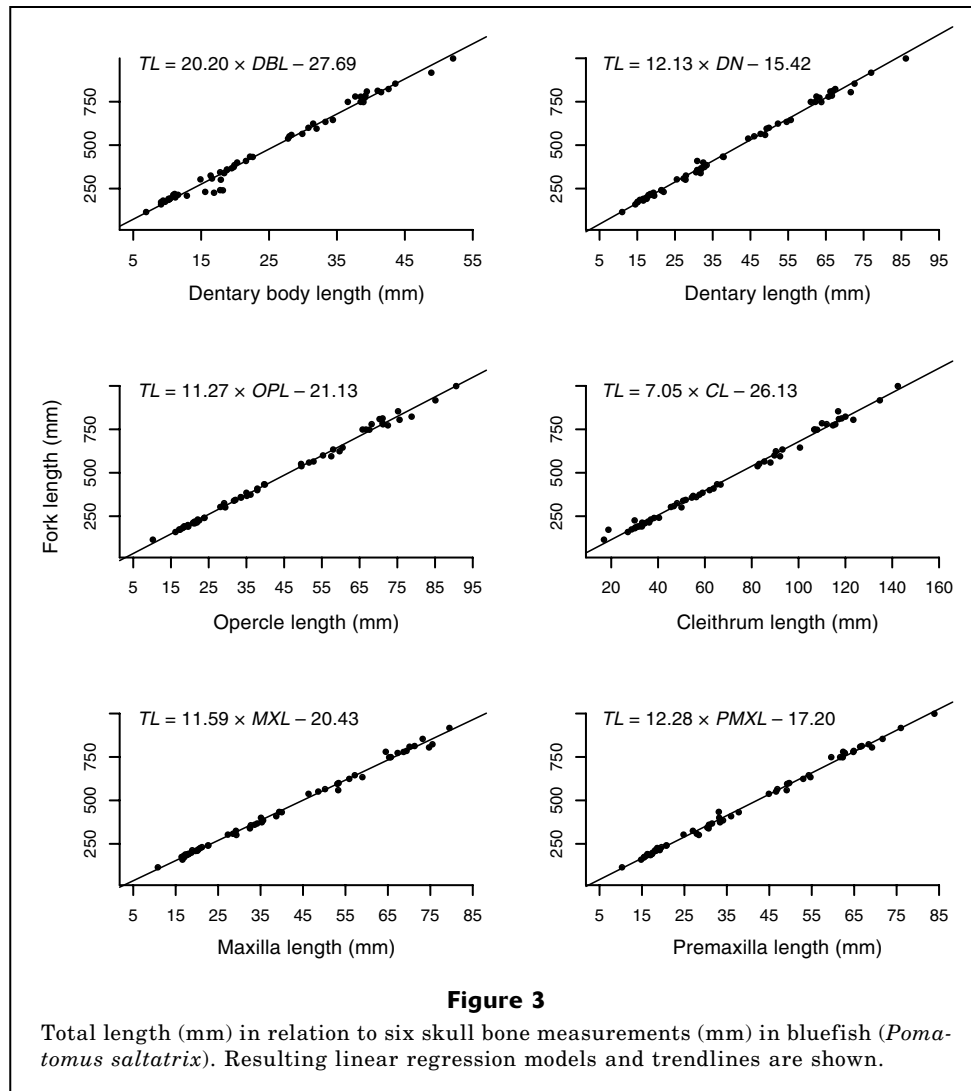 TL = 20.20 × DBL – 27.69
250 500 750
5 15 25 35 45 55
Dentary body length (mm)
TL = 12.13 × DN – 15.42
250 500 750
5 15 25 35 45 55 65 75 85 95
Dentary length (mm)
Fork length (mm)
TL = 11.27 × OPL – 21.13
250 500 750
5 15 25 35 45 55 65 75 85 95
Opercle length (mm)
TL = 7.05 × CL – 26.13
250 500 750
20 40 60 80 100 120 140 160
Cleithrum length (mm)
TL = 11.59 × MXL – 20.43
250 500 750
5 15 25 35 45 55 65 75 85
Maxilla length (mm)
TL = 12.28 × PMXL – 17.20
250 500 750
5 15 25 35 45 55 65 75 85
Premaxilla length (mm)
Figure 3
Total length (mm) in relation to six skull bone measurements (mm) in bluefish (Poma-
tomus saltatrix). Resulting linear regression models and trendlines are shown.